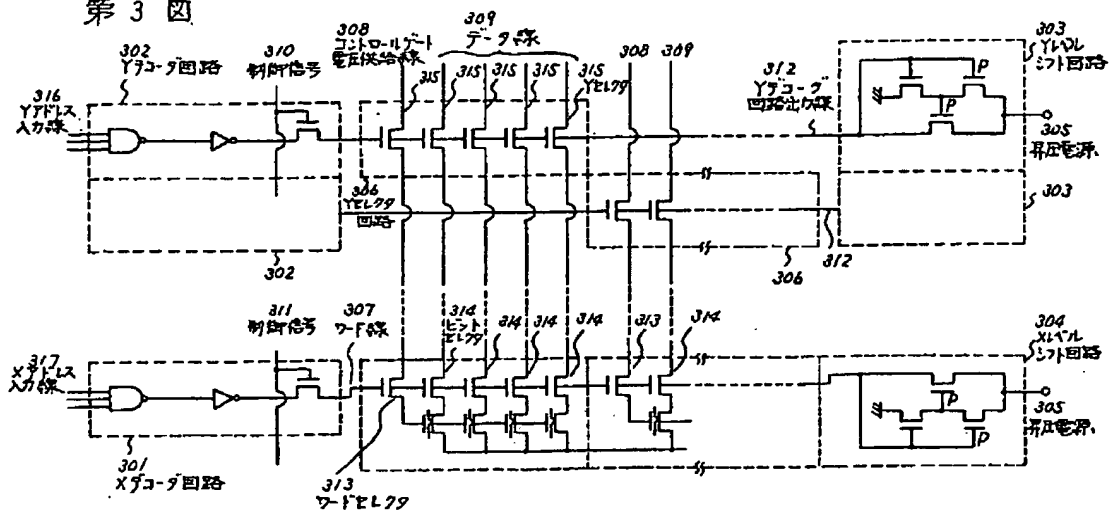 第 3 図
302
Yデコーダ回路
310
制御信号
308
コントロールゲート
電圧供給線
309
データ線
315
315
315
315
315
Yセレクタ
308
309
312
Yデコーダ
回路出力線
303
Yレベル
シフト回路
316
Yアドレス
入力線
P
P
305
昇圧電源
306
Yセレクタ
回路
303
302
306
312
311
制御信号
307
ワード線
314
ビット
セレクタ
314
314
314
313
314
304
Xレベル
シフト回路
317
Xアドレス
入力線
P
P
305
昇圧電源
301
Xデコーダ回路
313
ワードセレクタ